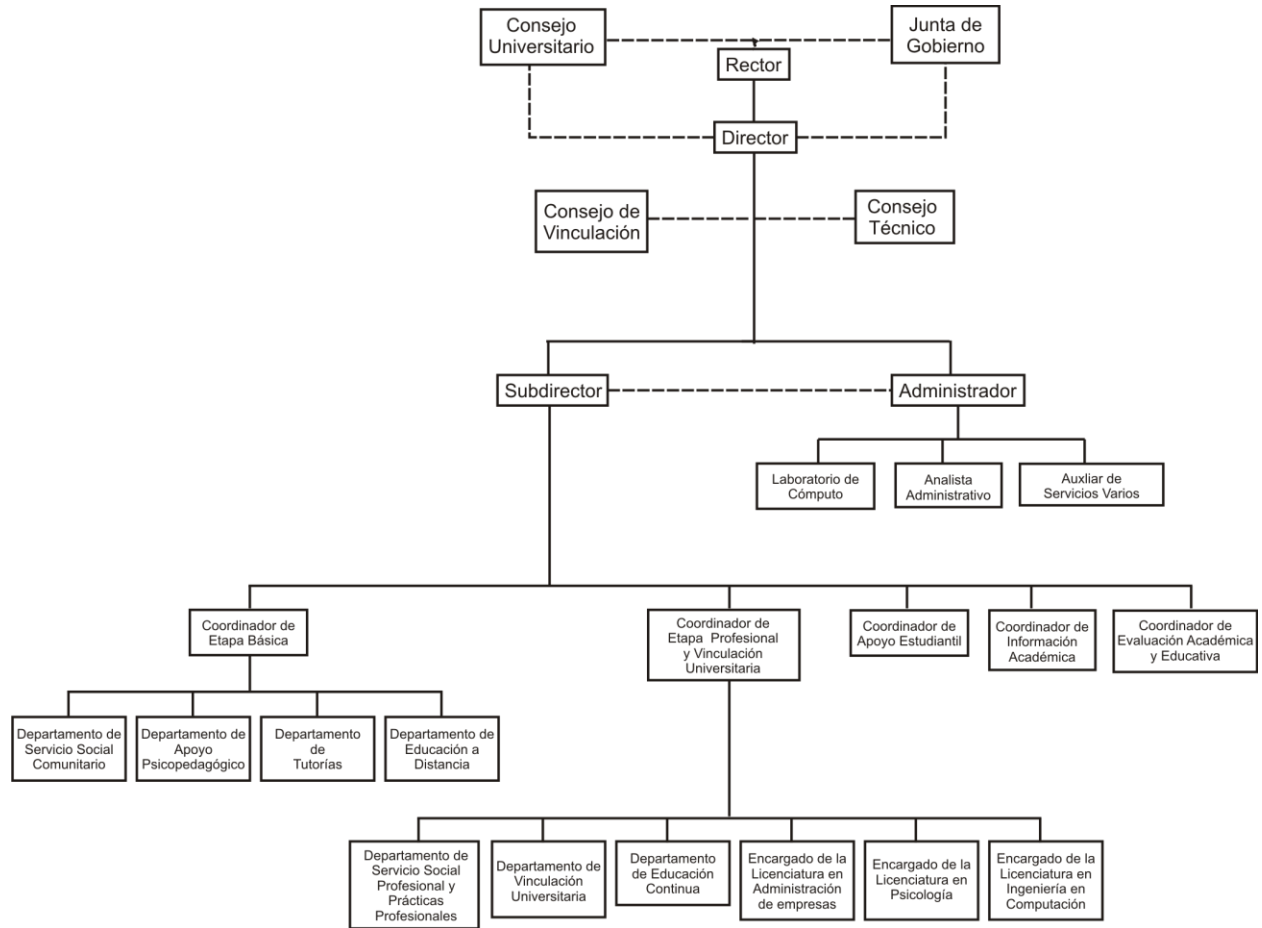 Consejo
Universitario
Junta de
Gobierno
Rector
Director
Consejo de
Vinculación
Consejo
Técnico
Subdirector
Administrador
Laboratorio de
Cómputo
Analista
Administrativo
Auxliar de
Servicios Varios
Coordinador de
Etapa Básica
Coordinador de
Etapa Profesional
y Vinculación
Universitaria
Coordinador de
Apoyo Estudiantil
Coordinador de
Información
Académica
Coordinador de
Evaluación Académica
y Educativa
Departamento de
Servicio Social
Comunitario
Departamento de
Apoyo
Psicopedagógico
Departamento
de
Tutorías
Departamento de
Educación a
Distancia
Departamento de
Servicio Social
Profesional y
Prácticas
Profesionales
Departamento de
Vinculación
Universitaria
Departamento
de Educación
Continua
Encargado de la
Licenciatura en
Administración
de empresas
Encargado de la
Licenciatura en
Psicología
Encargado de la
Licenciatura en
Ingeniería en
Computación